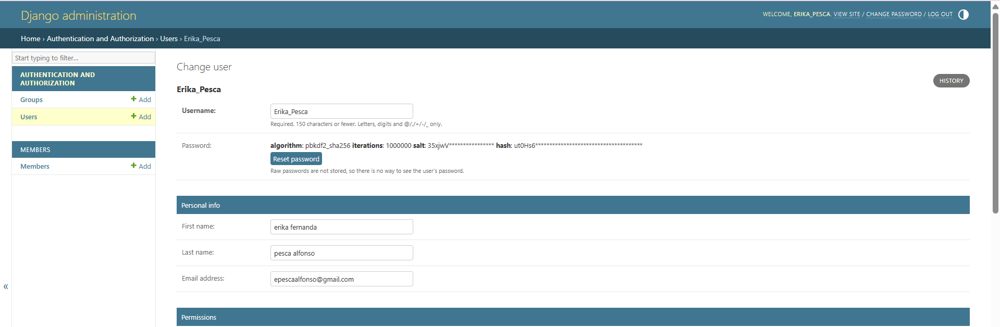 Django administration
WELCOME, ERIKA_PESCA. VIEW SITE / CHANGE PASSWORD / LOG OUT
Home › Authentication and Authorization › Users › Erika_Pesca
Start typing to filter...
AUTHENTICATION AND
AUTHORIZATION
Groups + Add
Users + Add
MEMBERS
Members + Add
«
Change user
HISTORY
Erika_Pesca
Username: Erika_Pesca
Required. 150 characters or fewer. Letters, digits and @/./+/-/_ only.
Password: algorithm: pbkdf2_sha256 iterations: 1000000 salt: 35xjwV**************** hash: ut0Hs6**************************************
Reset password
Raw passwords are not stored, so there is no way to see the user's password.
Personal info
First name: erika fernanda
Last name: pesca alfonso
Email address: epescaalfonso@gmail.com
Permissions